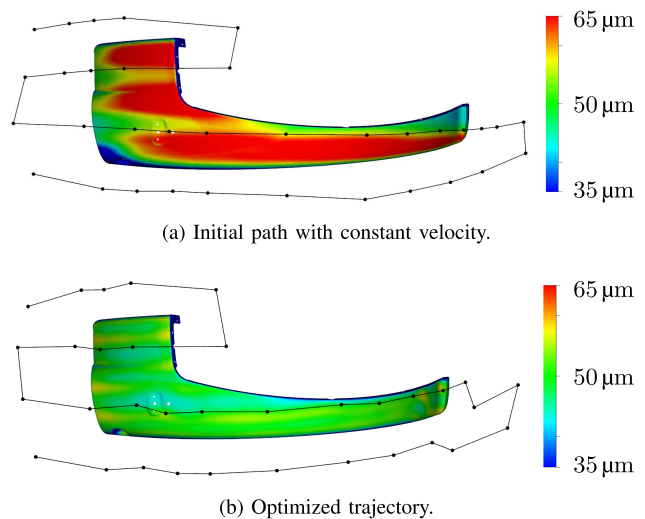 65 µm
50 µm
35 µm
(a) Initial path with constant velocity.
65 µm
50 µm
35 µm
(b) Optimized trajectory.